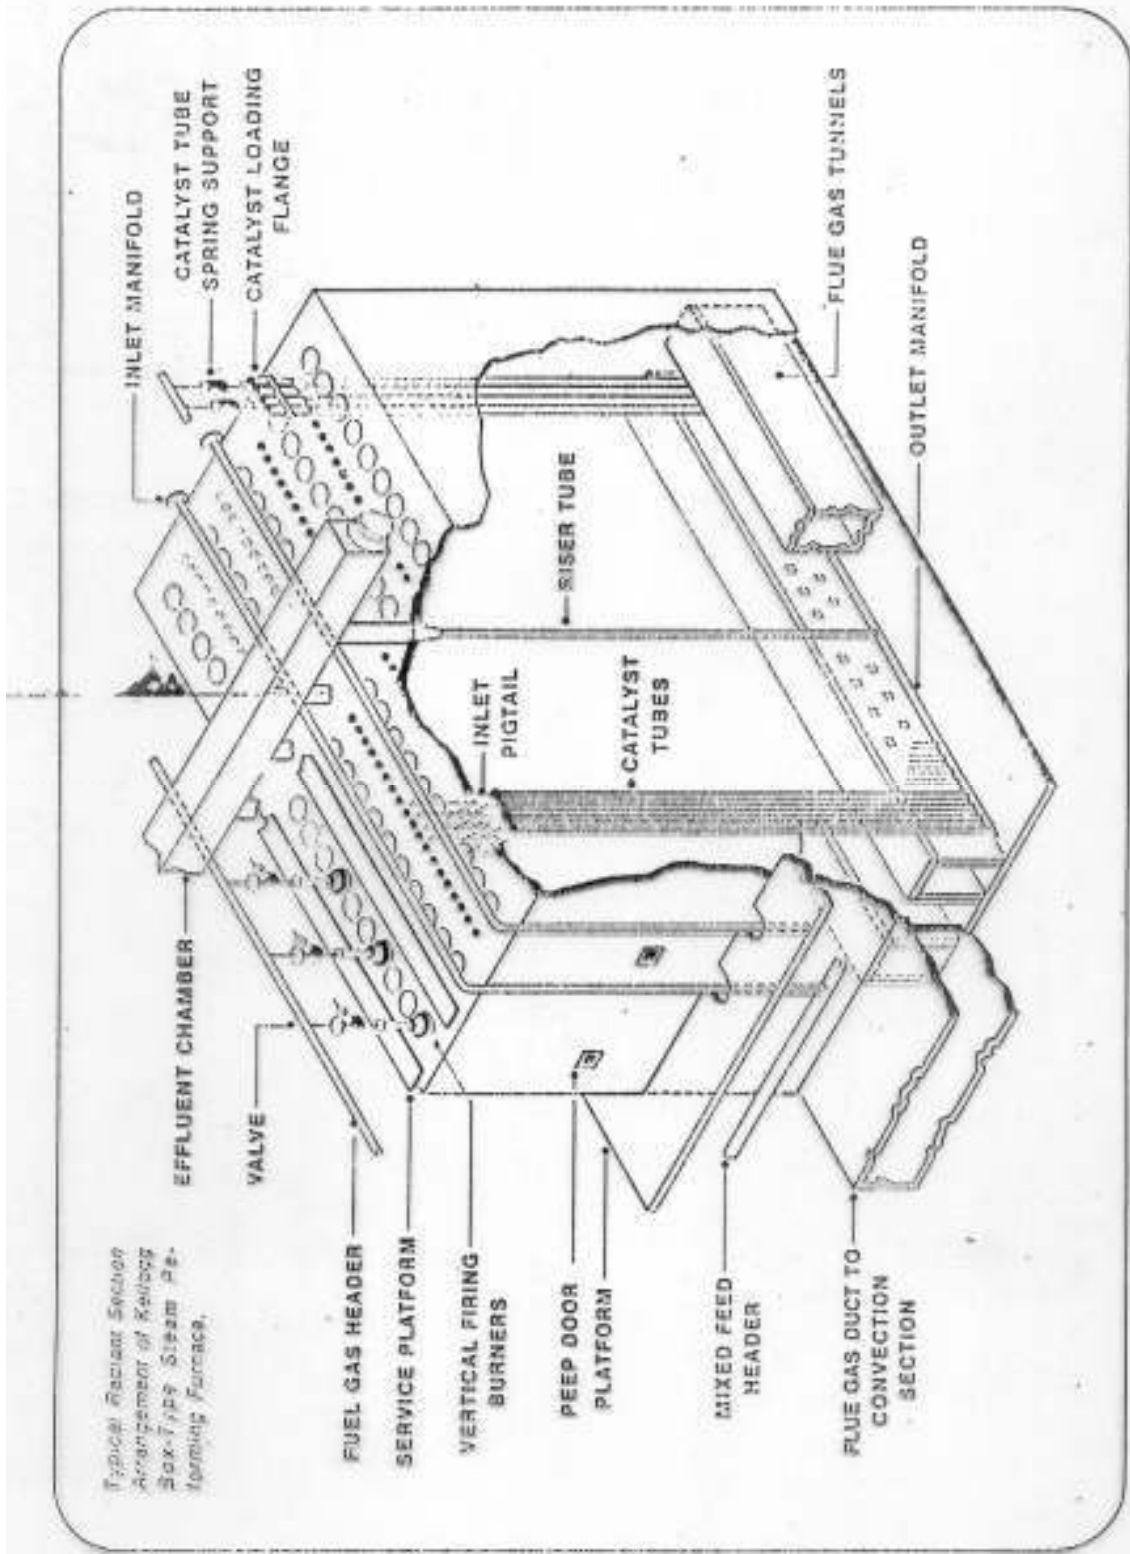 Typical Radiant Section
Arrangement of Kellogg
Box-Type Steam Re-
forming Furnace.
INLET MANIFOLD
CATALYST TUBE
SPRING SUPPORT
CATALYST LOADING
FLANGE
EFFLUENT CHAMBER
VALVE
FUEL GAS HEADER
SERVICE PLATFORM
VERTICAL FIRING
BURNERS
INLET
PIGTAIL
RISER TUBE
CATALYST
TUBES
PEEP DOOR
PLATFORM
MIXED FEED
HEADER
FLUE GAS DUCT TO
CONVECTION
SECTION
FLUE GAS TUNNELS
OUTLET MANIFOLD